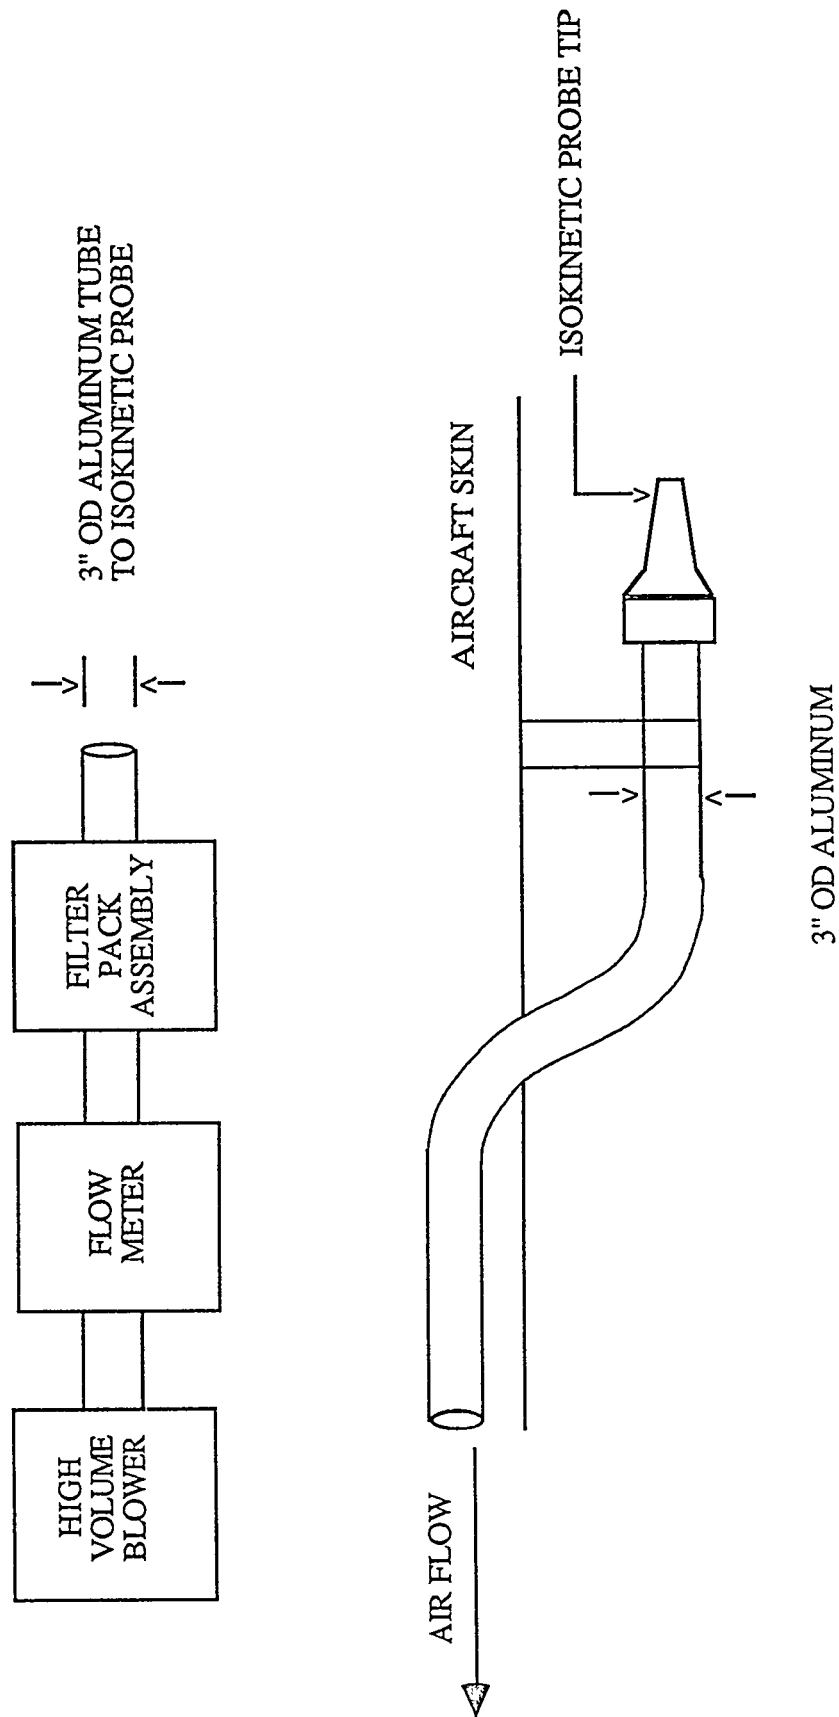 HIGH
VOLUME
BLOWER
FLOW
METER
FILTER
PACK
ASSEMBLY
3" OD ALUMINUM TUBE
TO ISOKINETIC PROBE
AIR FLOW
AIRCRAFT SKIN
ISOKINETIC PROBE TIP
3" OD ALUMINUM